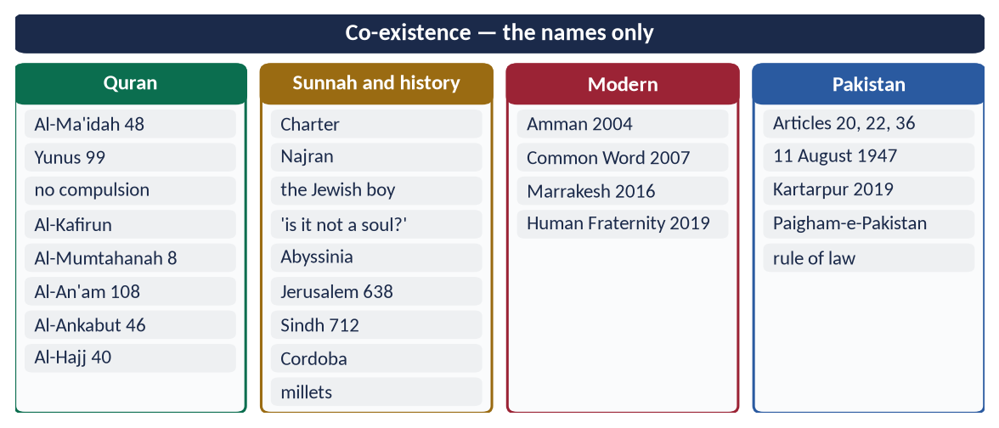 Co-existence — the names only
Quran
Al-Ma'idah 48
Yunus 99
no compulsion
Al-Kafirun
Al-Mumtahanah 8
Al-An'am 108
Al-Ankabut 46
Al-Hajj 40
Sunnah and history
Charter
Najran
the Jewish boy
'is it not a soul?'
Abyssinia
Jerusalem 638
Sindh 712
Cordoba
millets
Modern
Amman 2004
Common Word 2007
Marrakesh 2016
Human Fraternity 2019
Pakistan
Articles 20, 22, 36
11 August 1947
Kartarpur 2019
Paigham-e-Pakistan
rule of law